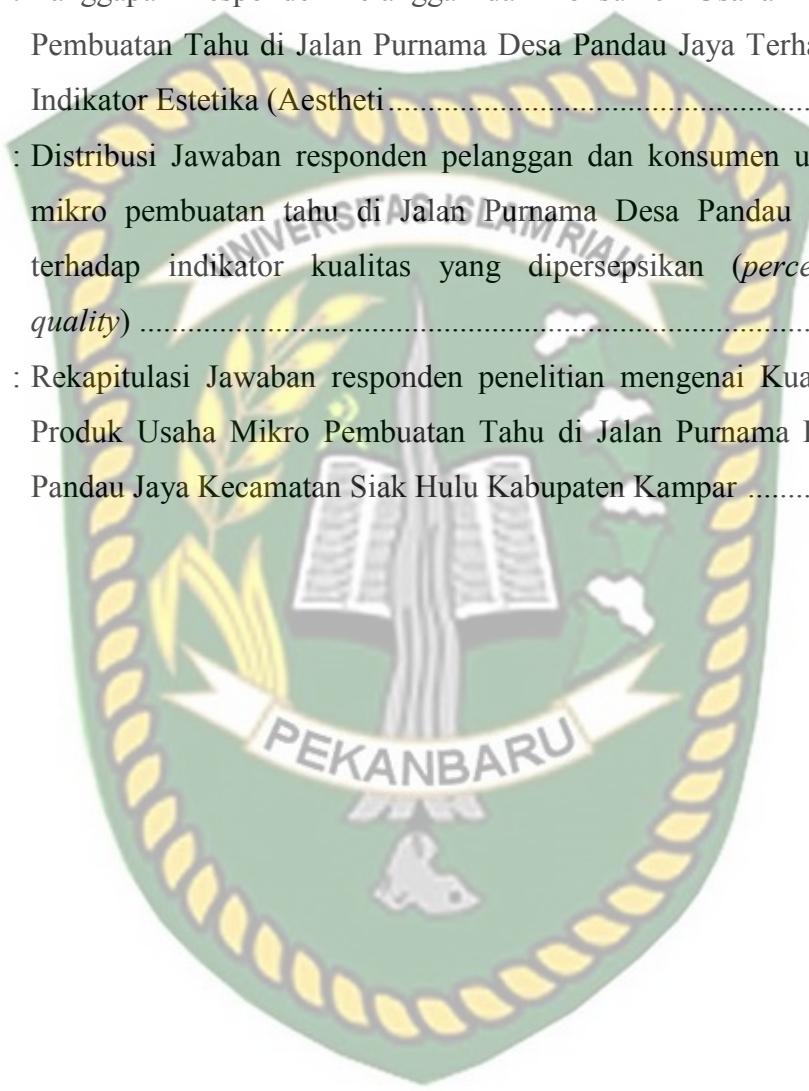 Pembuatan Tahu di Jalan Purnama Desa Pandau Jaya
Indikator Estetika (Aestheti.......................................................
: Distribusi Jawaban responden pelanggan dan konsumen
mikro pembuatan tahu di Jalan Purnama Desa Pandau
terhadap indikator kualitas yang dipersepsikan
quality) .......................................................................................
: Rekapitulasi Jawaban responden penelitian mengenai
Produk Usaha Mikro Pembuatan Tahu di Jalan Purnama
Pandau Jaya Kecamatan Siak Hulu Kabupaten Kampar .........
UNIVERSITAS ISLAM RIAU
PEKANBARU